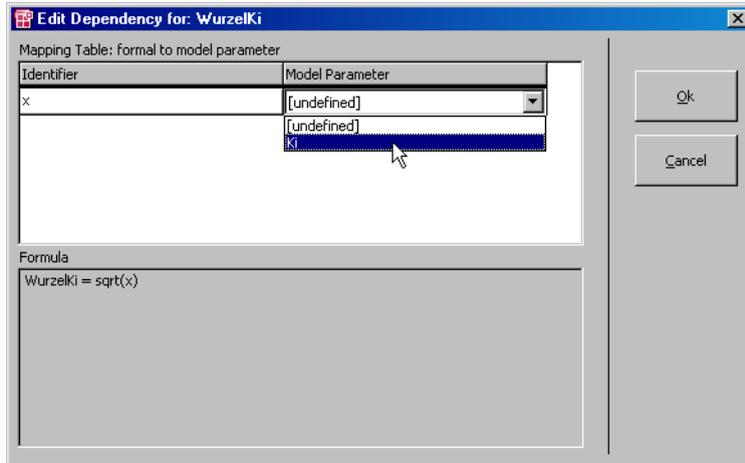 Edit Dependency for: WurzelKi
Mapping Table: formal to model parameter
Identifier Model Parameter
x [undefined]
[undefined]
Ki
Ok
Cancel
Formula
WurzelKi = sqrt(x)